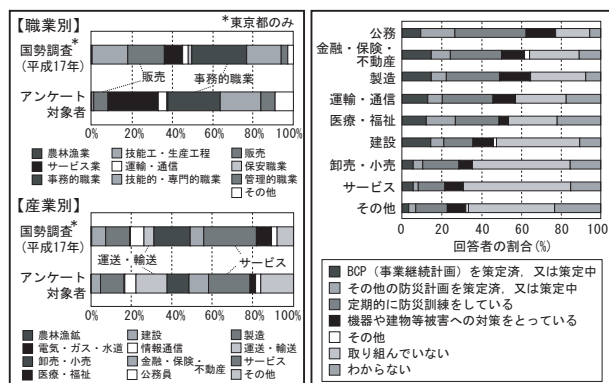 【職業別】 *東京都のみ
国勢調査*
(平成17年)
販売 事務的職業
アンケート
対象者
0% 20% 40% 60% 80% 100%
農林漁業 技能工・生産工程 販売
サービス業 運輸・通信 保安職業
事務的職業 技能的・専門的職業 管理的職業
その他
【産業別】
国勢調査*
(平成17年)
運送・輸送 サービス
アンケート
対象者
0% 20% 40% 60% 80% 100%
農林漁鉱 建設 製造
電気・ガス・水道 情報通信 運送・輸送
卸売・小売 金融・保険・不動産 サービス
医療・福祉 公務員 その他
公務
金融・保険・
不動産
製造
運輸・通信
医療・福祉
建設
卸売・小売
サービス
その他
0 20 40 60 80 100
回答者の割合(%)
BCP(事業継続計画)を策定済,又は策定中
その他の防災計画を策定済,又は策定中
定期的に防災訓練をしている
機器や建物等被害への対策をとっている
その他
取り組んでいない
わからない